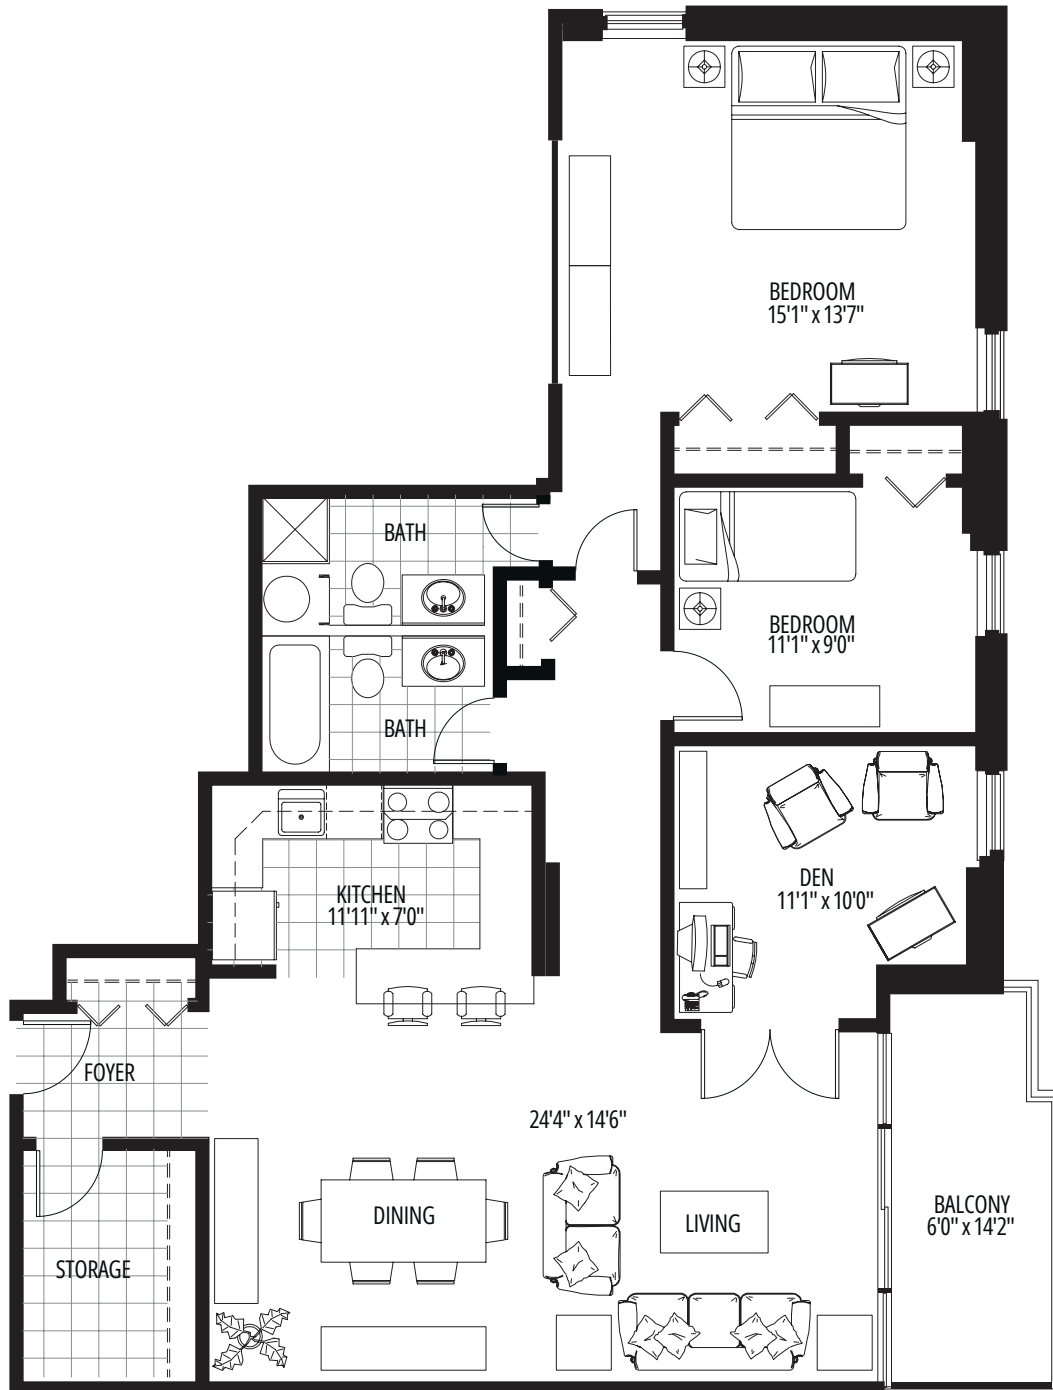 BEDROOM
15'1" x 13'7"
BATH
BEDROOM
11'1" x 9'0"
BATH
KITCHEN
11'11" x 7'0"
DEN
11'1" x 10'0"
FOYER
24'4" x 14'6"
DINING
LIVING
BALCONY
6'0" x 14'2"
STORAGE